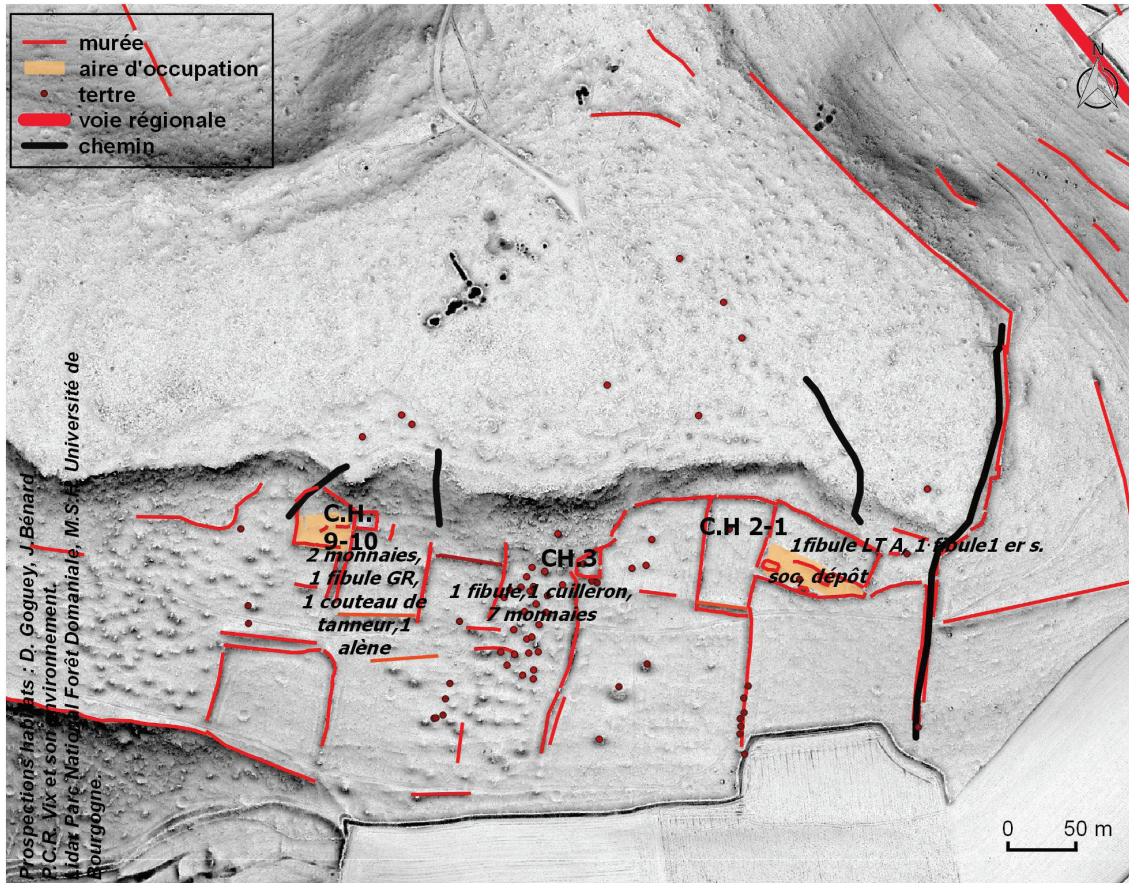 murée
aire d'occupation
tertre
voie régionale
chemin
N
C.H.
9-10
2 monnaies,
1 fibule GR,
1 couteau de
tanneur,1
alène
CH.3
1 fibule,1 cuilleron,
7 monnaies
C.H 2-1
1fibule LT A, 1 fibule1 er s.
soc, dépôt
0 50 m
Prospections habitats : D. Goguey, J.Bénard
P.C.R. Vix et son environnement.
Lidar Parc National Forêt Domaniale, M.S.H. Université de
Bourgogne.